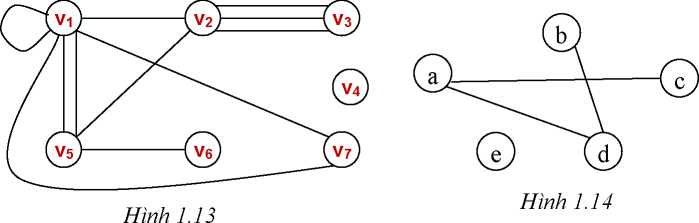 v₁ v₂ v₃
v₄
v₅ v₆ v₇
Hình 1.13
b
a c
e d
Hình 1.14